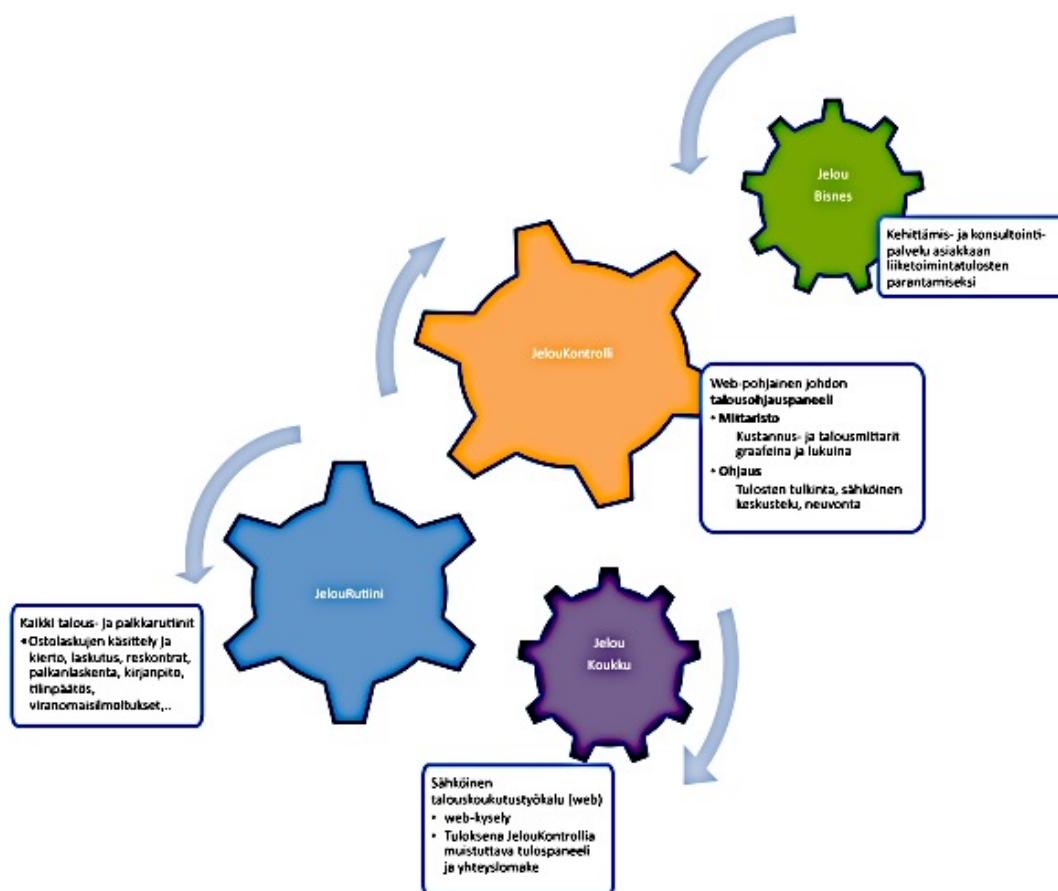 Jelou
Bisnes
Kehittämis- ja konsultointi-
palvelu asiakkaan
liiketoimintatulosten
parantamiseksi
JelouKontrolli
Web-pohjainen johdon
talousohjauspaneeli
• Mittaristo
Kustannus- ja talousmittarit
graafeina ja lukuina
• Ohjaus
Tulosten tulkinta, sähköinen
keskustelu, neuvonta
JelouRutiini
Kaikki talous- ja palkkarutiinit
•Ostolaskujen käsittely ja
kierto, laskutus, reskontrat,
palkanlaskenta, kirjanpito,
tilinpäätös,
viranomaisilmoitukset,..
Jelou
Koukku
Sähköinen
talouskoukutustyökalu (web)
• web-kysely
• Tuloksena JelouKontrollia
muistuttava tulospaneeli
ja yhteyslomake